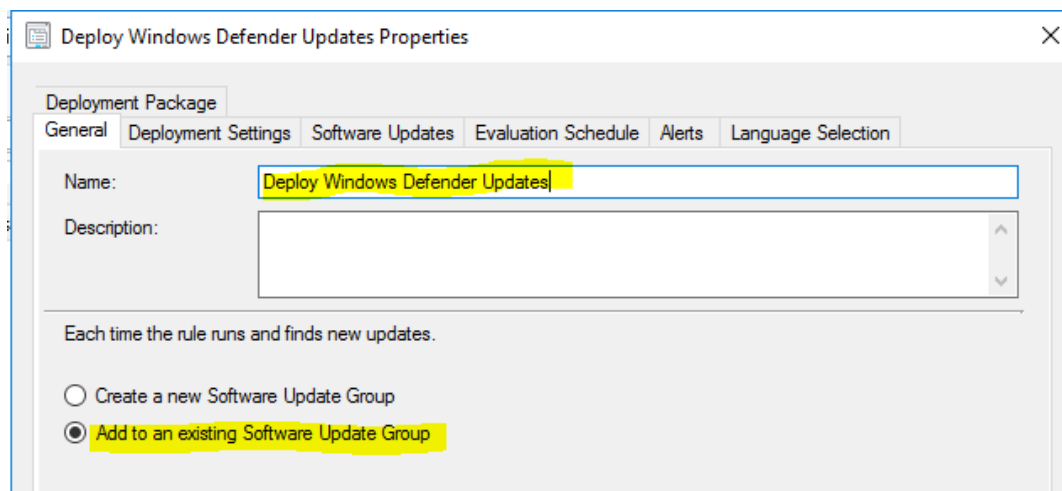 Deploy Windows Defender Updates Properties
Deployment Package
General Deployment Settings Software Updates Evaluation Schedule Alerts Language Selection
Name: Deploy Windows Defender Updates
Description:
Each time the rule runs and finds new updates.
Create a new Software Update Group
Add to an existing Software Update Group